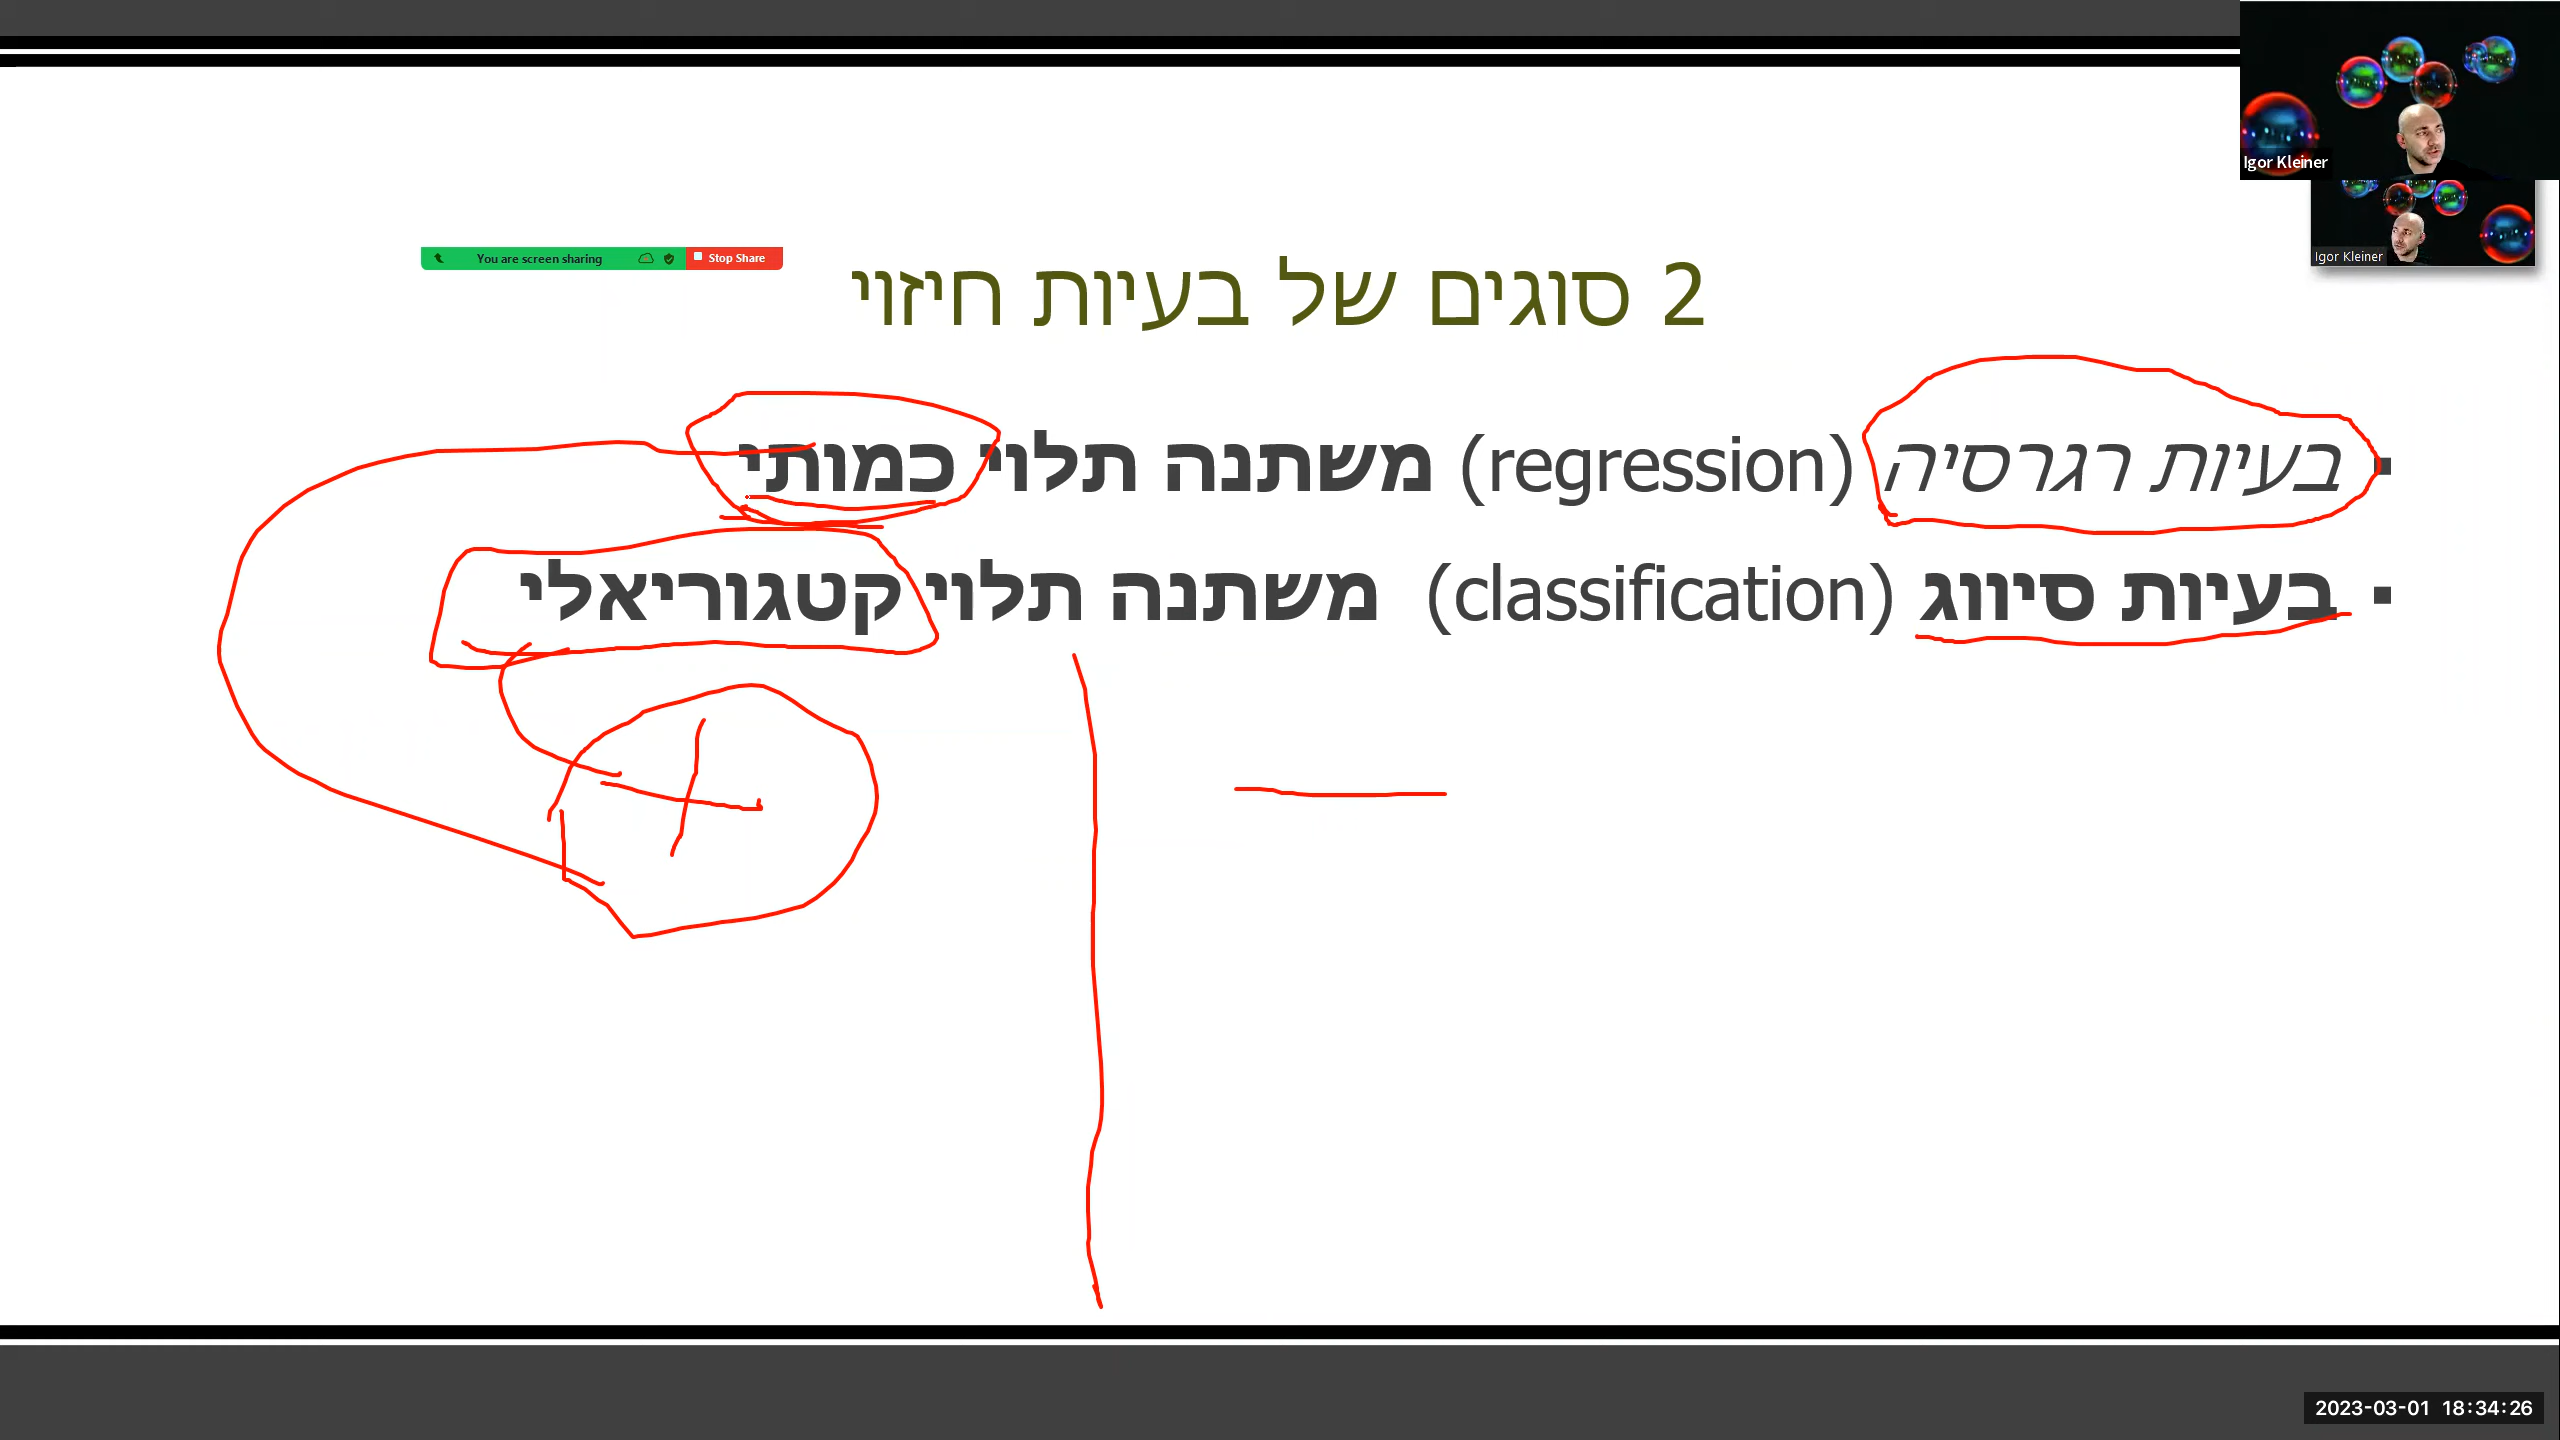 Igor Kleiner
Igor Kleiner
You are screen sharing
Stop Share
2 סוגים של בעיות חיזוי
▪ בעיות רגרסיה (regression) משתנה תלוי כמותי
▪ בעיות סיווג (classification) משתנה תלוי קטגוריאלי
2023-03-01 18:34:26